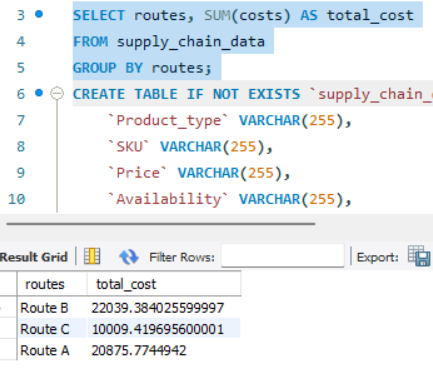 3 SELECT routes, SUM(costs) AS total_cost
4 FROM supply_chain_data
5 GROUP BY routes;
6 CREATE TABLE IF NOT EXISTS `supply_chain_
7 `Product_type` VARCHAR(255),
8 `SKU` VARCHAR(255),
9 `Price` VARCHAR(255),
10 `Availability` VARCHAR(255),
Result Grid Filter Rows: Export:
routes total_cost
Route B 22039.384025599997
Route C 10009.419695600001
Route A 20875.7744942